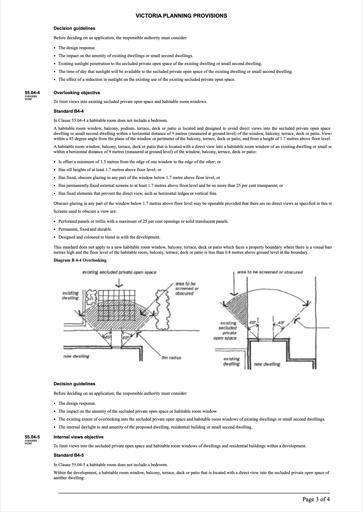 VICTORIA PLANNING PROVISIONS
Decision guidelines
Before deciding on an application, the responsible authority must consider:
• The design response.
• The impact on the amenity of existing dwellings or small second dwellings.
• Existing sunlight penetration to the secluded private open space of the existing dwelling or small second dwelling.
• The time of day that sunlight will be available to the secluded private open space of the existing dwelling or small second dwelling.
• The effect of a reduction in sunlight on the existing use of the existing secluded private open space.
55.04-4 Overlooking objective
To limit views into existing secluded private open space and habitable room windows.
Standard B4-4
In Clause 55.04-4 a habitable room does not include a bedroom.
A habitable room window, balcony, podium, terrace, deck or patio is located and designed to avoid direct views into the secluded private open space
dwelling or small second dwelling within a horizontal distance of 9 metres (measured at ground level) of the window, balcony, terrace, deck or patio. View
within a 45 degree angle from the plane of the window or perimeter of the balcony, terrace, deck or patio, and from a height of 1.7 metres above floor level
A habitable room window, balcony, terrace, deck or patio that is located with a direct view into a habitable room window of an existing dwelling or small se
within a horizontal distance of 9 metres (measured at ground level) of the window, balcony, terrace, deck or patio:
• Is offset a minimum of 1.5 metres from the edge of one window to the edge of the other; or
• Has sill heights of at least 1.7 metres above floor level; or
• Has fixed, obscure glazing in any part of the window below 1.7 metre above floor level; or
• Has permanently fixed external screens to at least 1.7 metres above floor level and be no more than 25 per cent transparent; or
• Has fixed elements that prevent the direct view, such as horizontal ledges or vertical fins.
Obscure glazing in any part of the window below 1.7 metres above floor level may be openable provided that there are no direct views as specified in this st
Screens used to obscure a view are:
• Perforated panels or trellis with a maximum of 25 per cent openings or solid translucent panels.
• Permanent, fixed and durable.
• Designed and coloured to blend in with the development.
This standard does not apply to a new habitable room window, balcony, terrace, deck or patio which faces a property boundary where there is a visual barr
metres high and the floor level of the habitable room, balcony, terrace, deck or patio is less than 0.8 metres above ground level at the boundary.
Diagram B 4-4 Overlooking
existing secluded private open space
area to be screened or obscured
existing dwelling
45°
45°
new dwelling
9m radius
area to be screened or obscured
existing dwelling
existing secluded private open space
45°
45°
new dwelling
Decision guidelines
Before deciding on an application, the responsible authority must consider:
• The design response.
• The impact on the amenity of the secluded private open space or habitable room window.
• The existing extent of overlooking into the secluded private open space and habitable room windows of existing dwellings or small second dwellings.
• The internal daylight to and amenity of the proposed dwelling, residential building or small second dwelling.
55.04-5 Internal views objective
To limit views into the secluded private open space and habitable room windows of dwellings and residential buildings within a development.
Standard B4-5
In Clause 55.04-5 a habitable room does not include a bedroom.
Within the development, a habitable room window, balcony, terrace, deck or patio that is located with a direct view into the secluded private open space of
another dwelling:
Page 3 of 4